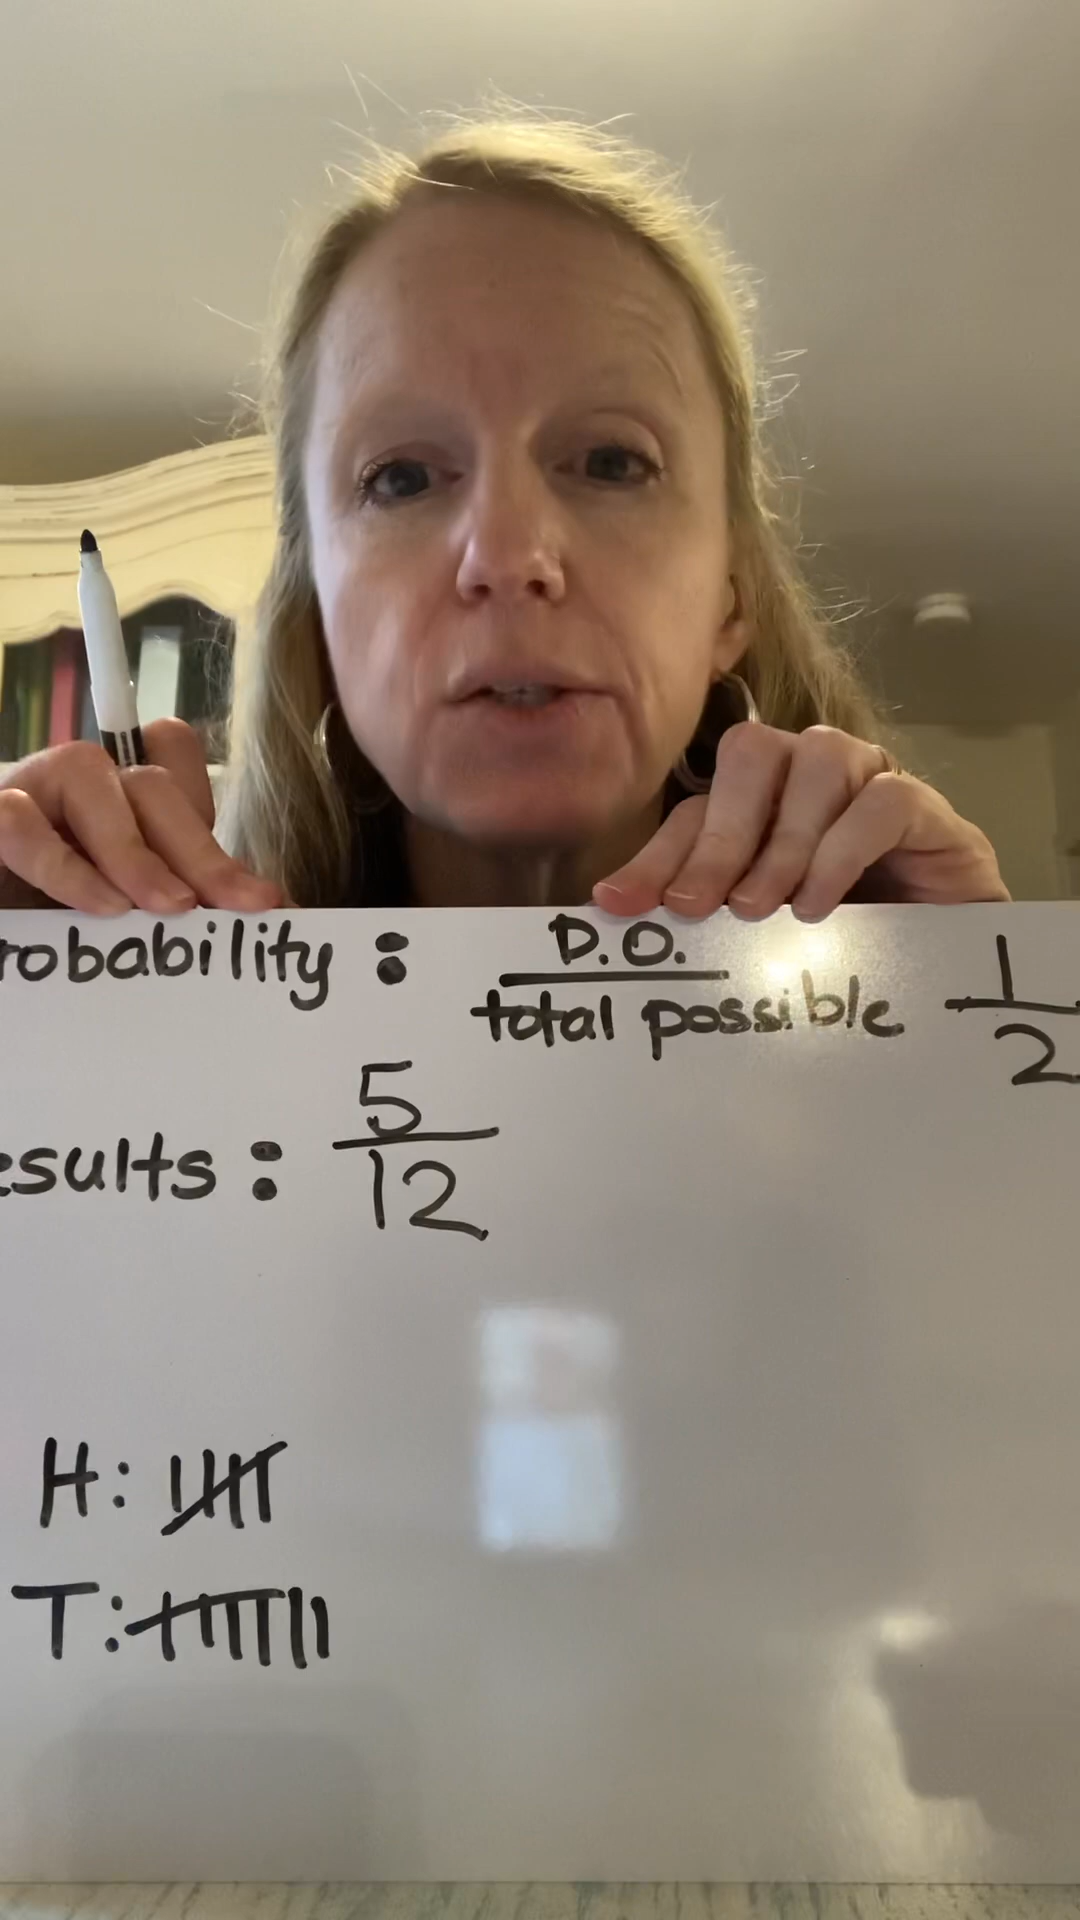 robability: D.O. / total possible 1/2
esults: 5/12
H: 𝍸
T: 𝍸||